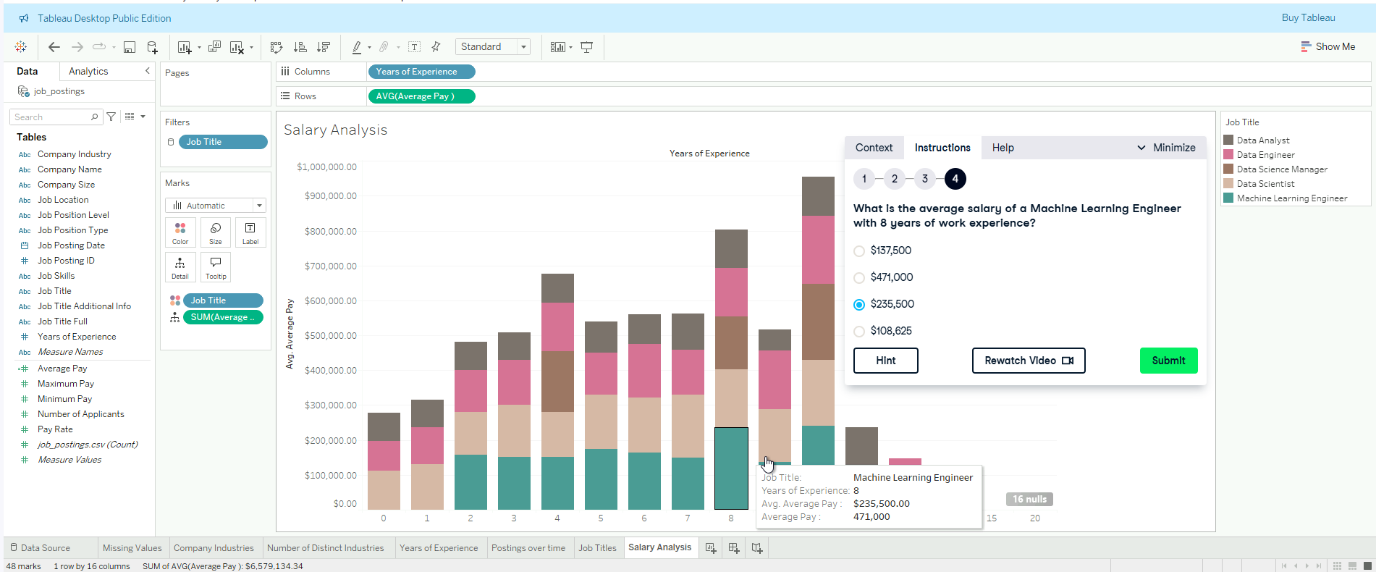 Tableau Desktop Public Edition
Buy Tableau
Standard
Show Me
Data
Analytics
job_postings
Search
Tables
Abc Company Industry
Abc Company Name
Abc Company Size
Abc Job Location
Abc Job Position Level
Abc Job Position Type
Job Posting Date
# Job Posting ID
Abc Job Skills
Abc Job Title
Abc Job Title Additional Info
Abc Job Title Full
# Years of Experience
Abc Measure Names
# Average Pay
# Maximum Pay
# Minimum Pay
# Number of Applicants
# Pay Rate
# job_postings.csv (Count)
# Measure Values
Pages
Filters
Job Title
Marks
Automatic
Color
Size
Label
Detail
Tooltip
Job Title
SUM(Average ..
Columns
Years of Experience
Rows
AVG(Average Pay )
Salary Analysis
Years of Experience
Avg. Average Pay
$1,000,000.00
$900,000.00
$800,000.00
$700,000.00
$600,000.00
$500,000.00
$400,000.00
$300,000.00
$200,000.00
$100,000.00
$0.00
0 1 2 3 4 5 6 7 8 15 20
16 nulls
Job Title: Machine Learning Engineer
Years of Experience: 8
Avg. Average Pay : $235,500.00
Average Pay : 471,000
Context
Instructions
Help
Minimize
1 2 3 4
What is the average salary of a Machine Learning Engineer
with 8 years of work experience?
$137,500
$471,000
$235,500
$108,625
Hint
Rewatch Video
Submit
Job Title
Data Analyst
Data Engineer
Data Science Manager
Data Scientist
Machine Learning Engineer
Data Source
Missing Values
Company Industries
Number of Distinct Industries
Years of Experience
Postings over time
Job Titles
Salary Analysis
48 marks 1 row by 16 columns SUM of AVG(Average Pay ): $6,579,134.34